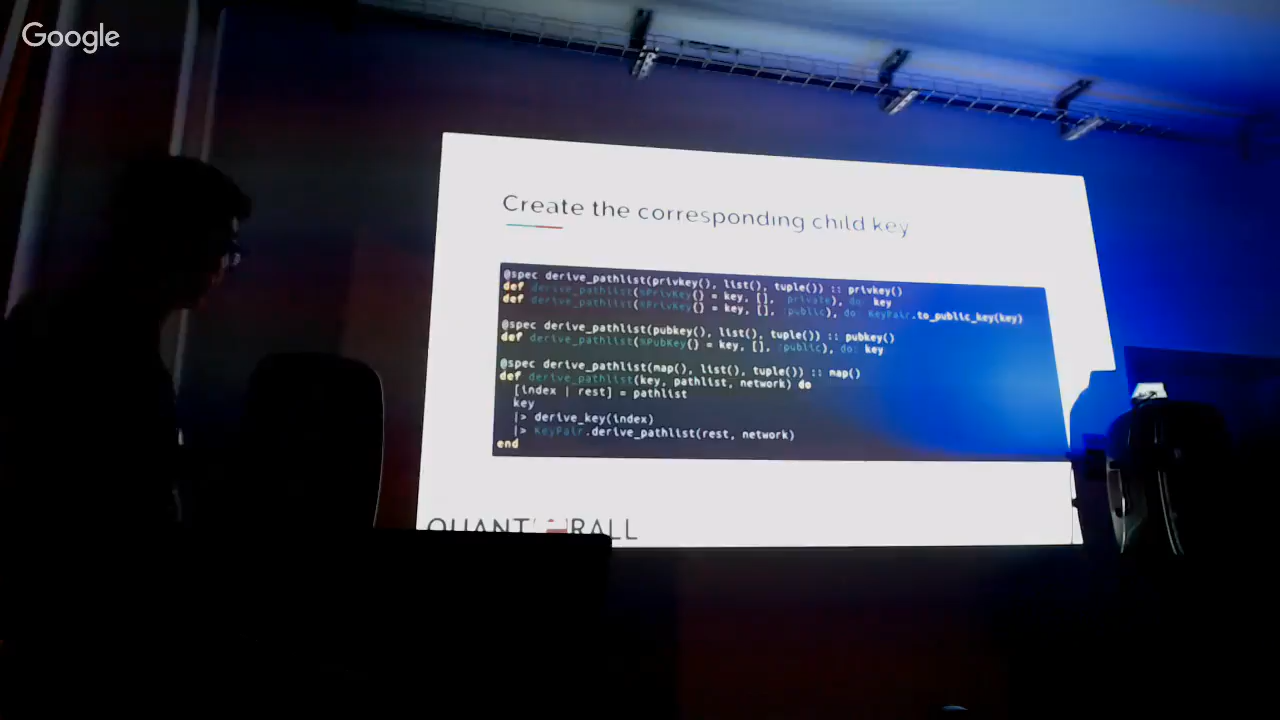 Google
Create the corresponding child key
@spec derive_pathlist(privkey(), list(), tuple()) :: privkey()
def derive_pathlist(%PrivKey{} = key, [], :private), do: key
def derive_pathlist(%PrivKey{} = key, [], :public), do: KeyPair.to_public_key(key)
@spec derive_pathlist(pubkey(), list(), tuple()) :: pubkey()
def derive_pathlist(%PubKey{} = key, [], :public), do: key
@spec derive_pathlist(map(), list(), tuple()) :: map()
def derive_pathlist(key, pathlist, network) do
[index | rest] = pathlist
key
|> derive_key(index)
|> KeyPair.derive_pathlist(rest, network)
end